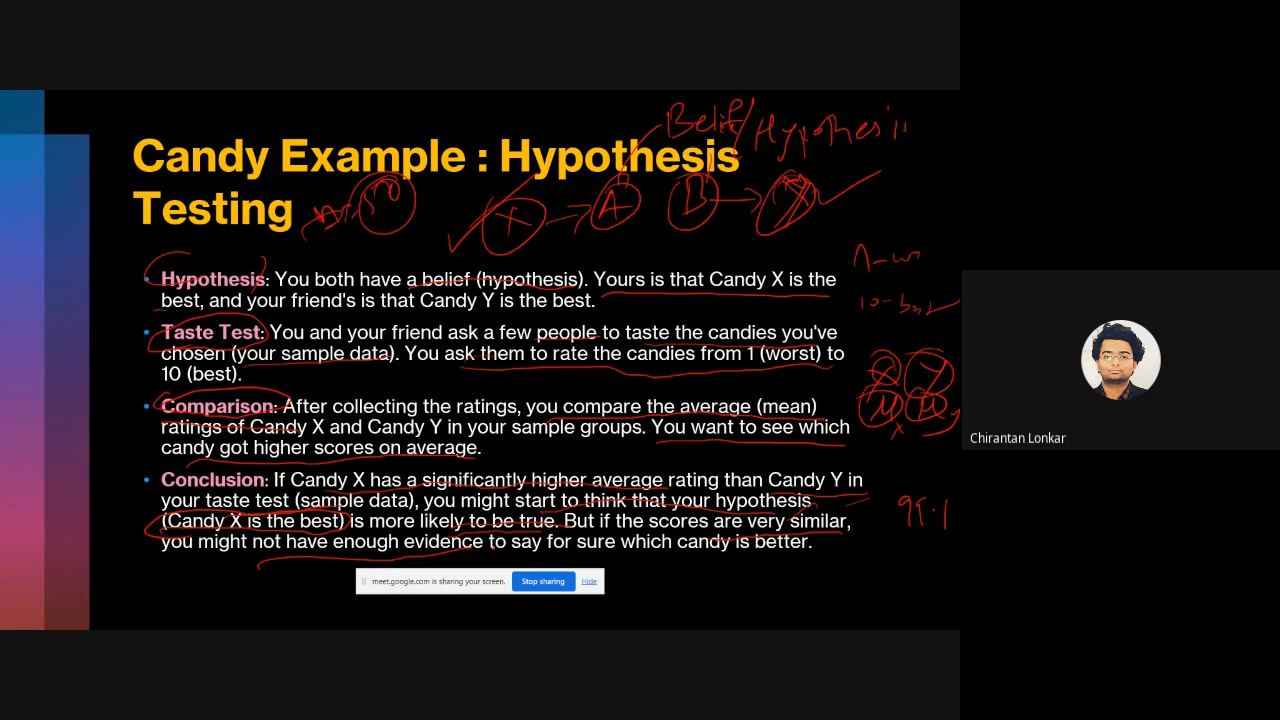 Belief/Hypothesis
Candy Example : Hypothesis
Testing
X → A B →
• Hypothesis: You both have a belief (hypothesis). Yours is that Candy X is the
best, and your friend's is that Candy Y is the best.
• Taste Test: You and your friend ask a few people to taste the candies you've
chosen (your sample data). You ask them to rate the candies from 1 (worst) to
10 (best).
• Comparison: After collecting the ratings, you compare the average (mean)
ratings of Candy X and Candy Y in your sample groups. You want to see which
candy got higher scores on average.
• Conclusion: If Candy X has a significantly higher average rating than Candy Y in
your taste test (sample data), you might start to think that your hypothesis
(Candy X is the best) is more likely to be true. But if the scores are very similar,
you might not have enough evidence to say for sure which candy is better.
X Y
meet.google.com is sharing your screen. Stop sharing Hide
Chirantan Lonkar